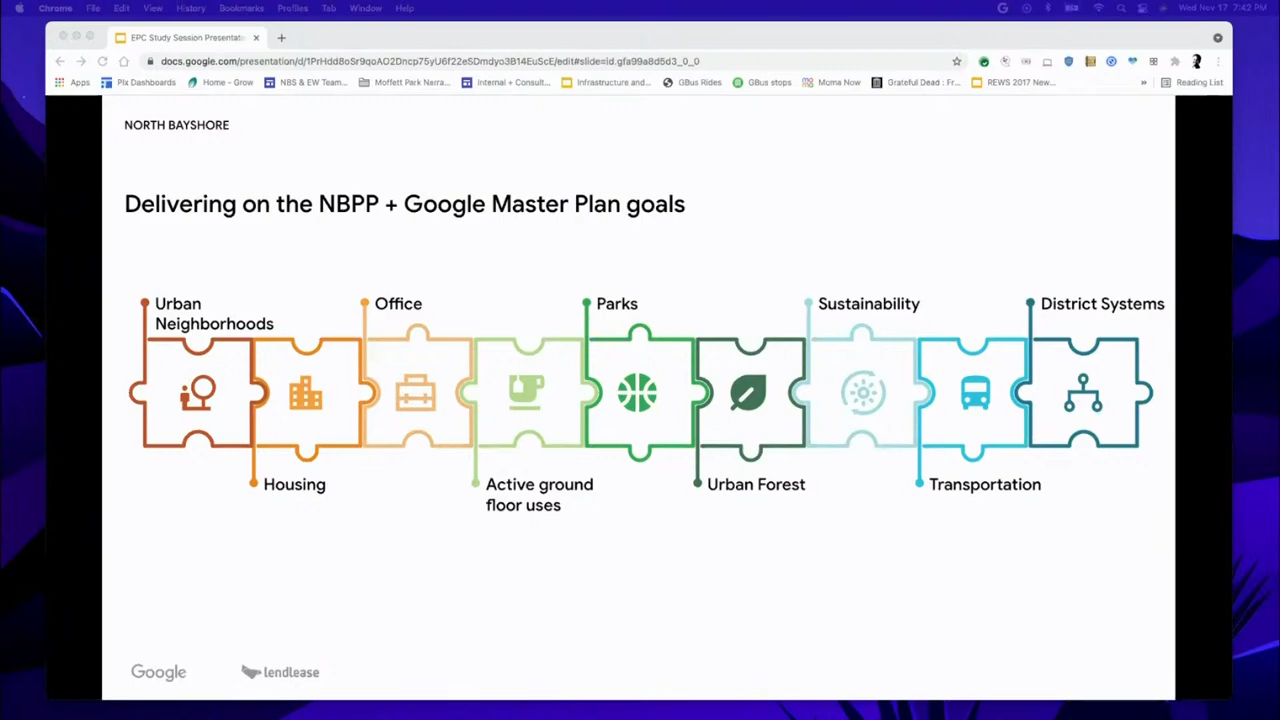 Chrome File Edit View History Bookmarks Profiles Tab Window Help Wed Nov 17 7:42 PM
EPC Study Session Presentati
docs.google.com/presentation/d/1PrHdd8oSr9qoAO2Dncp75yU6f22eSDmdyo3B14EuScE/edit#slide=id.gfa99a8d5d3_0_0
Apps Plx Dashboards Home – Grow NBS & EW Team... Moffett Park Narra... Internal + Consult... Infrastructure and... GBus Rides GBus stops Moma Now Grateful Dead : Fr... REWS 2017 New... » Reading List
NORTH BAYSHORE
Delivering on the NBPP + Google Master Plan goals
Urban
Neighborhoods
Office
Parks
Sustainability
District Systems
Housing
Active ground
floor uses
Urban Forest
Transportation
Google lendlease